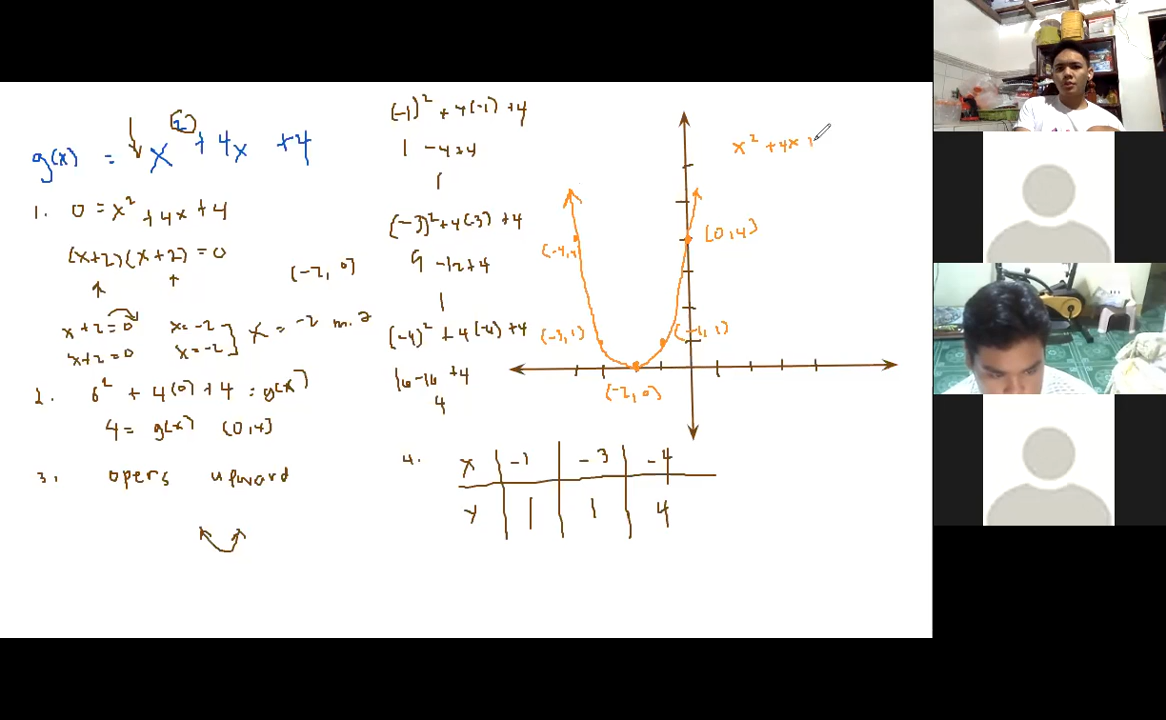 g(x) = x² + 4x + 4
1. 0 = x² + 4x + 4
(x+2)(x+2) = 0
(-2, 0)
x+2=0 x=-2
x+2=0 x=-2
x = -2 m. 2
2. 0² + 4(0) + 4 = g(x)
4 = g(x) (0,4)
3. opens upward
(-1)² + 4(-1) + 4
1 -4+4
1
(-3)² + 4(-3) + 4
9 -12+4
1
(-4)² + 4(-4) + 4
16-16 +4
4
4. x -1 -3 -4
y 1 1 4
x² + 4x
(0,4)
(-4,4)
(-3,1)
(-1,1)
(-2,0)